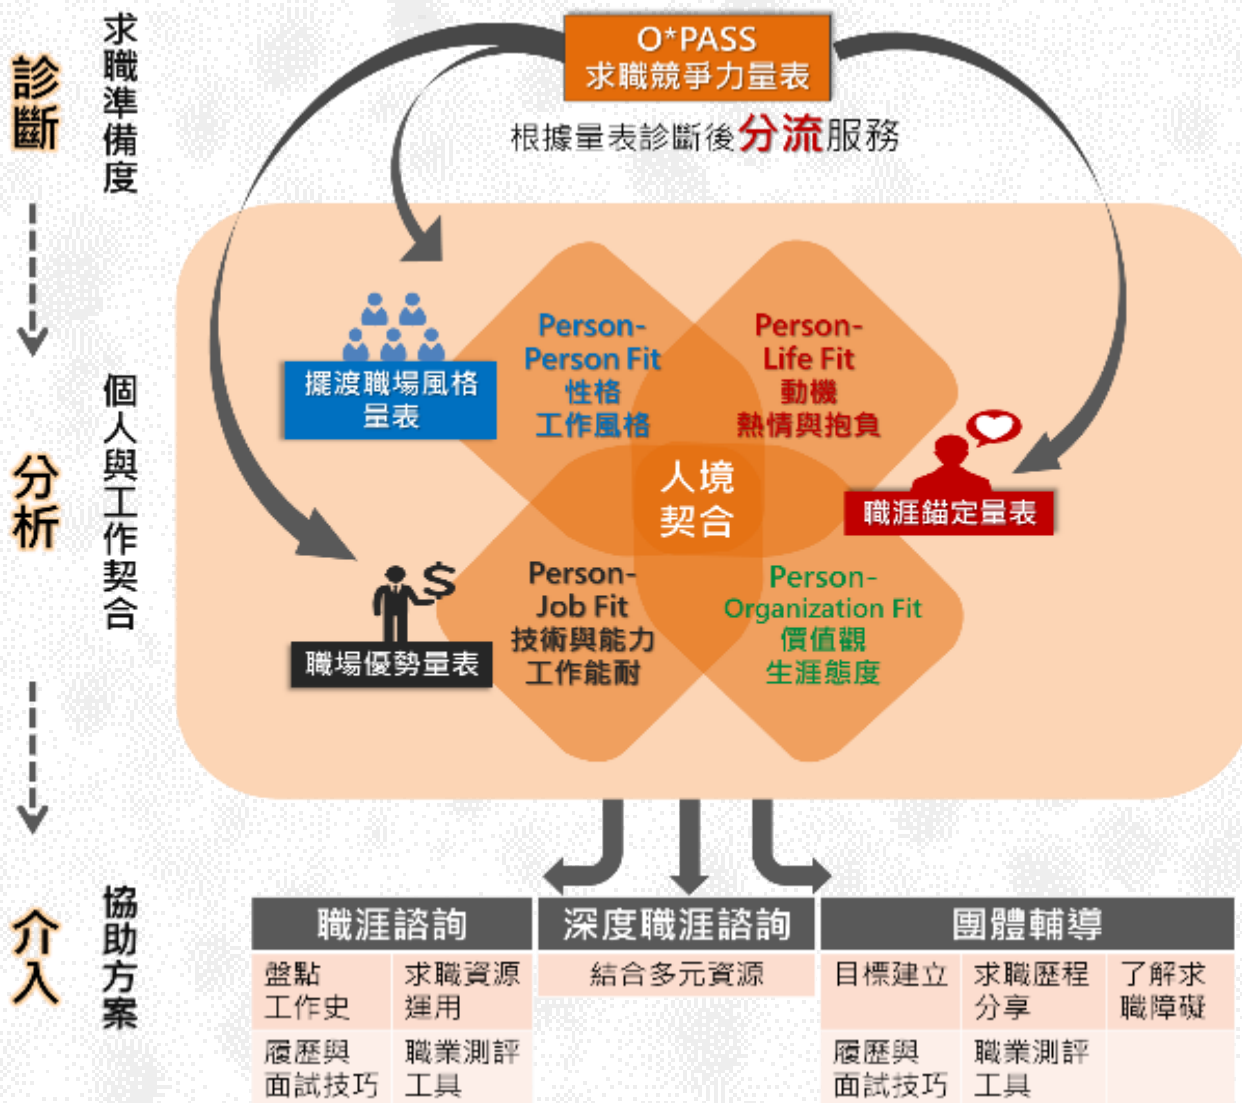 診斷
求職準備度
O*PASS
求職競爭力量表
根據量表診斷後分流服務
分析
個人與工作契合
擺渡職場風格
量表
Person-
Person Fit
性格
工作風格
Person-
Life Fit
動機
熱情與抱負
人境
契合
職涯錨定量表
$
職場優勢量表
Person-
Job Fit
技術與能力
工作能耐
Person-
Organization Fit
價值觀
生涯態度
介入
協助方案
職涯諮詢
盤點
工作史
求職資源
運用
履歷與
面試技巧
職業測評
工具
深度職涯諮詢
結合多元資源
團體輔導
目標建立
求職歷程
分享
了解求
職障礙
履歷與
面試技巧
職業測評
工具